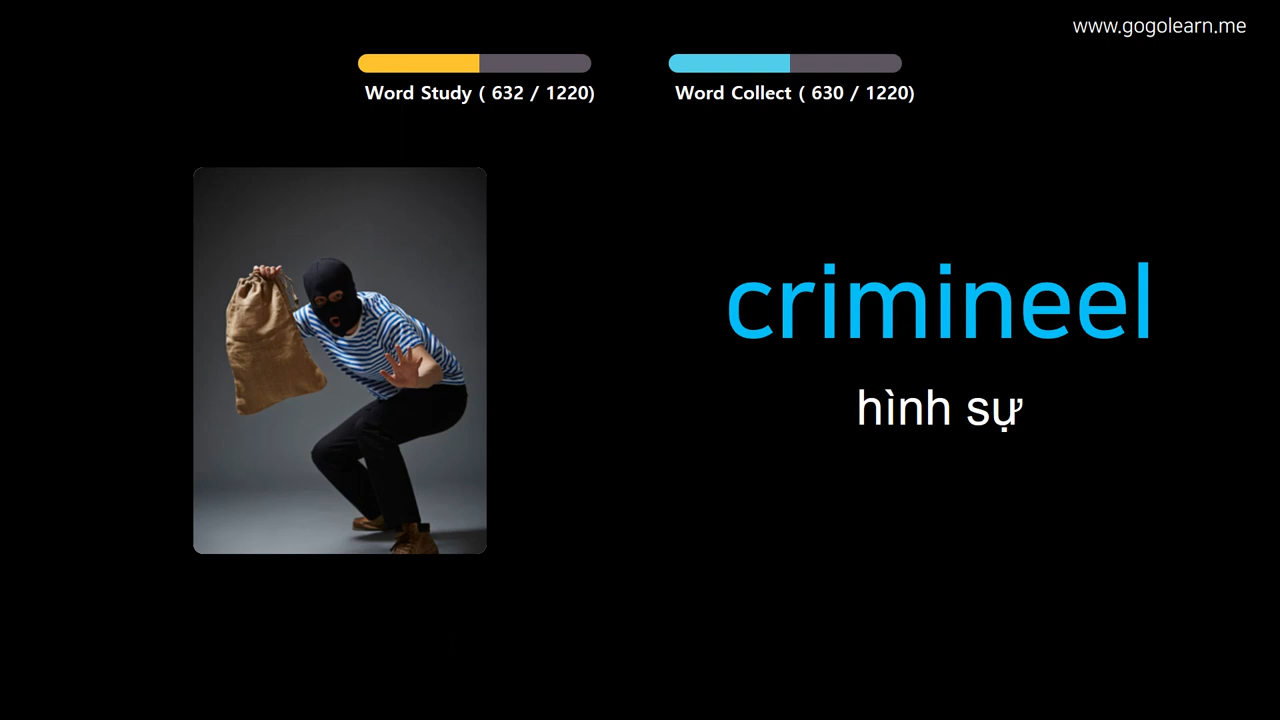 www.gogolearn.me
Word Study ( 632 / 1220)
Word Collect ( 630 / 1220)
crimineel
hình sự